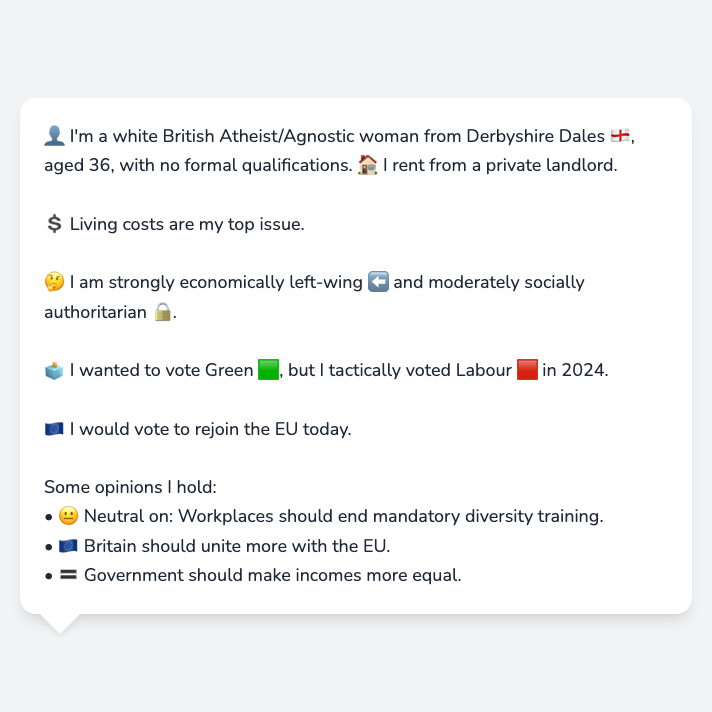 👤 I'm a white British Atheist/Agnostic woman from Derbyshire Dales 🏴󠁧󠁢󠁥󠁮󠁧󠁿,
aged 36, with no formal qualifications. 🏠 I rent from a private landlord.
💲 Living costs are my top issue.
🤔 I am strongly economically left-wing ⬅️ and moderately socially
authoritarian 🔒.
🗳️ I wanted to vote Green 🟩, but I tactically voted Labour 🟥 in 2024.
🇪🇺 I would vote to rejoin the EU today.
Some opinions I hold:
• 😐 Neutral on: Workplaces should end mandatory diversity training.
• 🇪🇺 Britain should unite more with the EU.
• 🟰 Government should make incomes more equal.